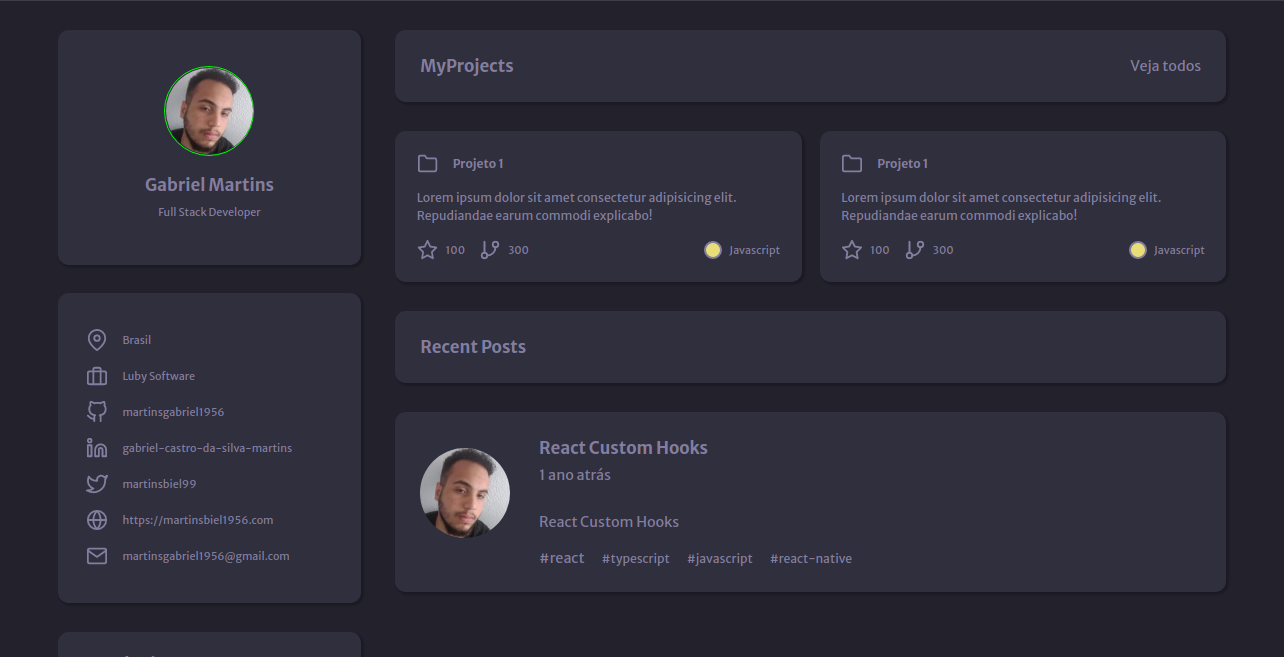 Gabriel Martins
Full Stack Developer
Brasil
Luby Software
martinsgabriel1956
gabriel-castro-da-silva-martins
martinsbiel99
https://martinsbiel1956.com
martinsgabriel1956@gmail.com
MyProjects
Veja todos
Projeto 1
Lorem ipsum dolor sit amet consectetur adipisicing elit.
Repudiandae earum commodi explicabo!
100 300 Javascript
Projeto 1
Lorem ipsum dolor sit amet consectetur adipisicing elit.
Repudiandae earum commodi explicabo!
100 300 Javascript
Recent Posts
React Custom Hooks
1 ano atrás
React Custom Hooks
#react #typescript #javascript #react-native